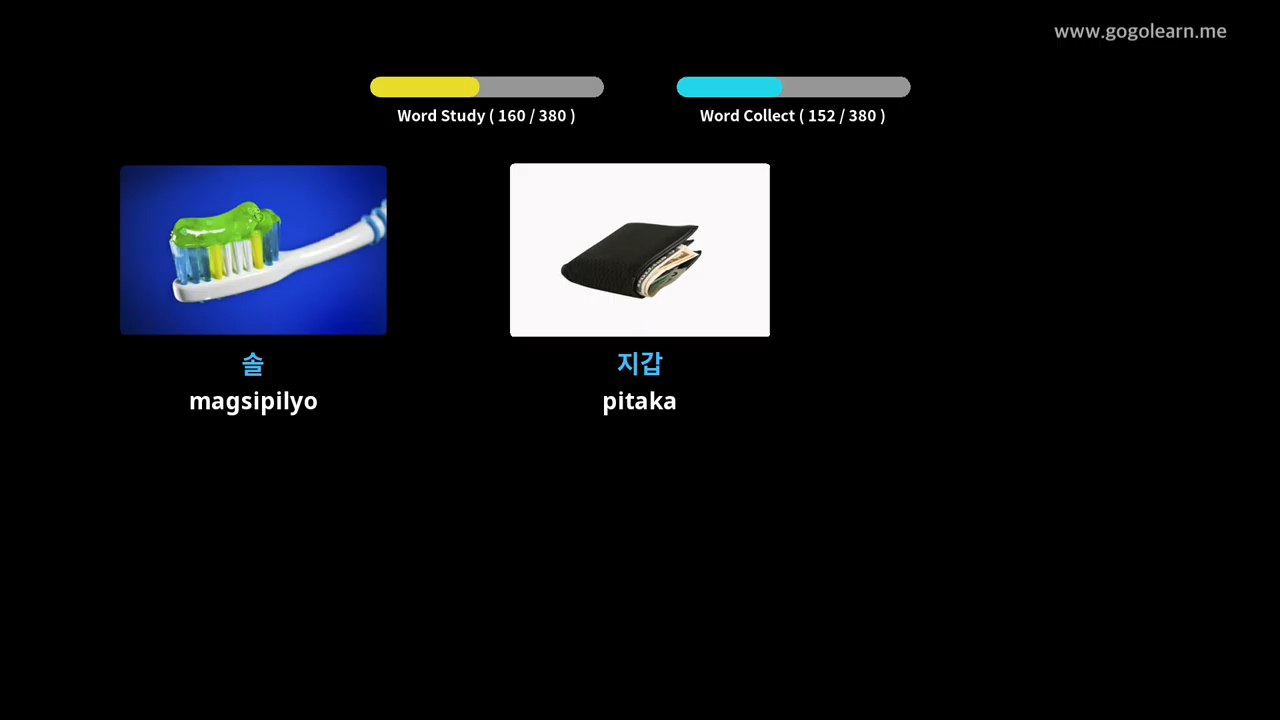 www.gogolearn.me
Word Study ( 160 / 380 )
Word Collect ( 152 / 380 )
솔
magsipilyo
지갑
pitaka